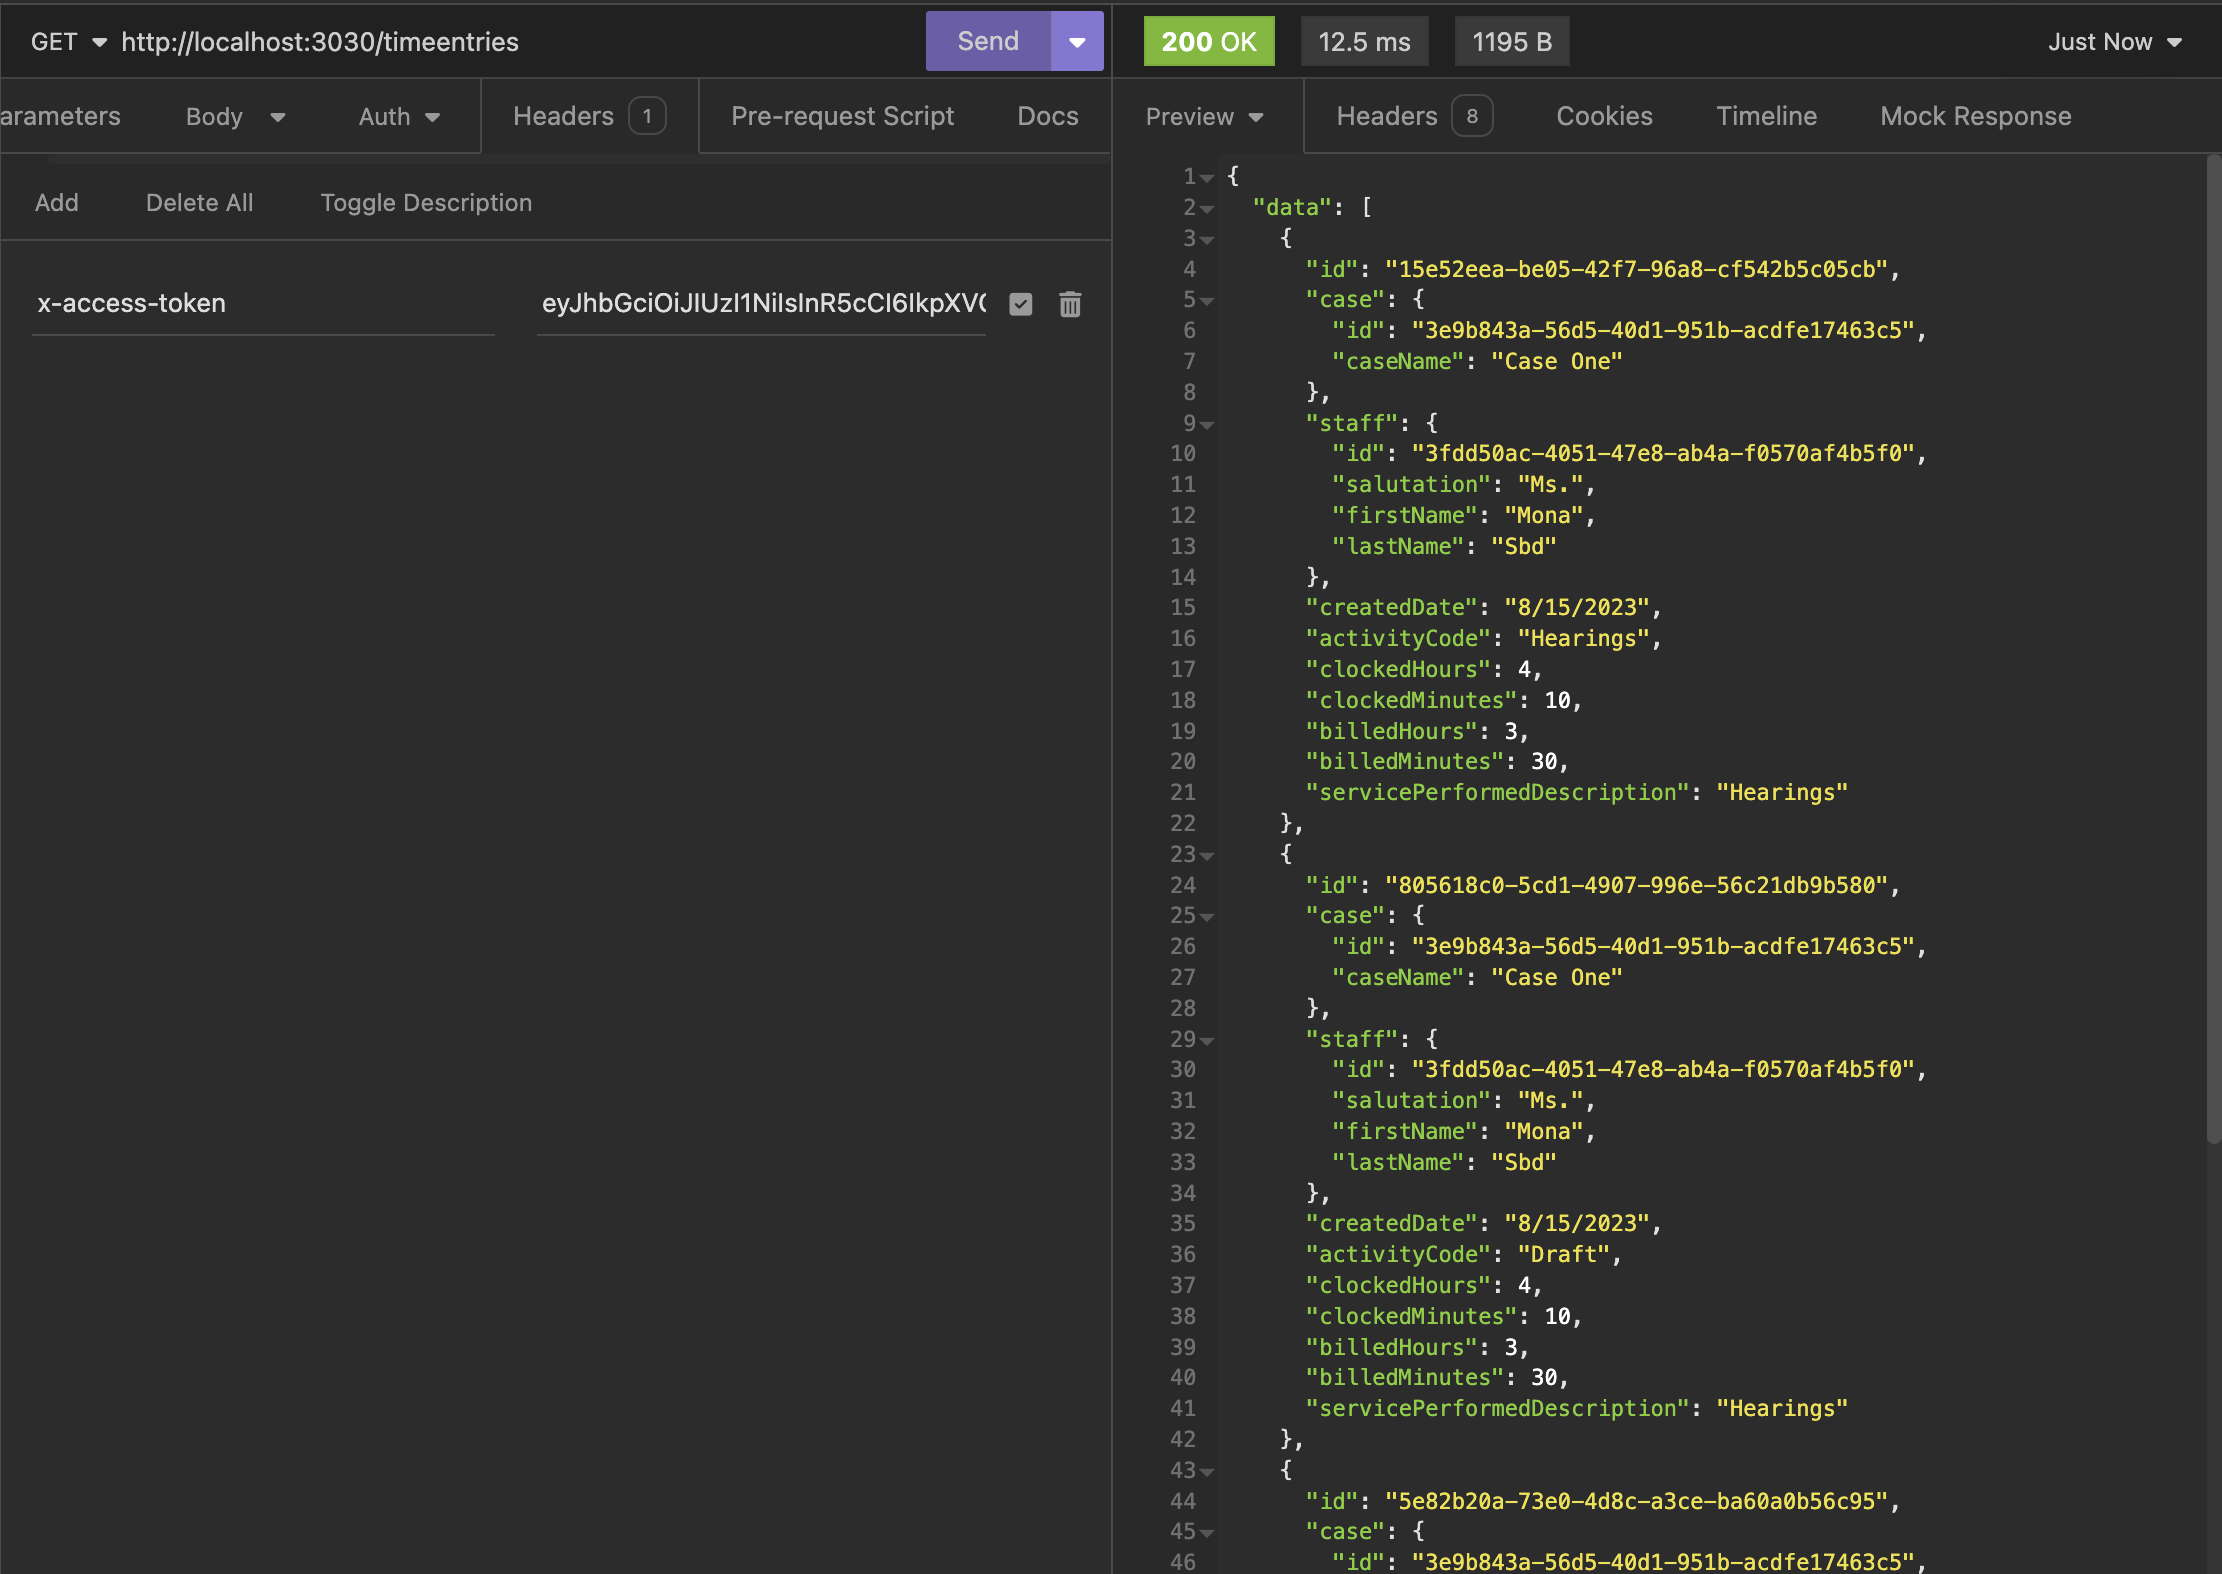 GET http://localhost:3030/timeentries
Send
200 OK
12.5 ms
1195 B
Just Now
arameters
Body
Auth
Headers 1
Pre-request Script
Docs
Preview
Headers 8
Cookies
Timeline
Mock Response
Add
Delete All
Toggle Description
x-access-token
1 {
2 "data": [
3 {
4 "id": "15e52eea-be05-42f7-96a8-cf542b5c05cb",
5 "case": {
6 "id": "3e9b843a-56d5-40d1-951b-acdfe17463c5",
7 "caseName": "Case One"
8 },
9 "staff": {
10 "id": "3fdd50ac-4051-47e8-ab4a-f0570af4b5f0",
11 "salutation": "Ms.",
12 "firstName": "Mona",
13 "lastName": "Sbd"
14 },
15 "createdDate": "8/15/2023",
16 "activityCode": "Hearings",
17 "clockedHours": 4,
18 "clockedMinutes": 10,
19 "billedHours": 3,
20 "billedMinutes": 30,
21 "servicePerformedDescription": "Hearings"
22 },
23 {
24 "id": "805618c0-5cd1-4907-996e-56c21db9b580",
25 "case": {
26 "id": "3e9b843a-56d5-40d1-951b-acdfe17463c5",
27 "caseName": "Case One"
28 },
29 "staff": {
30 "id": "3fdd50ac-4051-47e8-ab4a-f0570af4b5f0",
31 "salutation": "Ms.",
32 "firstName": "Mona",
33 "lastName": "Sbd"
34 },
35 "createdDate": "8/15/2023",
36 "activityCode": "Draft",
37 "clockedHours": 4,
38 "clockedMinutes": 10,
39 "billedHours": 3,
40 "billedMinutes": 30,
41 "servicePerformedDescription": "Hearings"
42 },
43 {
44 "id": "5e82b20a-73e0-4d8c-a3ce-ba60a0b56c95",
45 "case": {
46 "id": "3e9b843a-56d5-40d1-951b-acdfe17463c5",